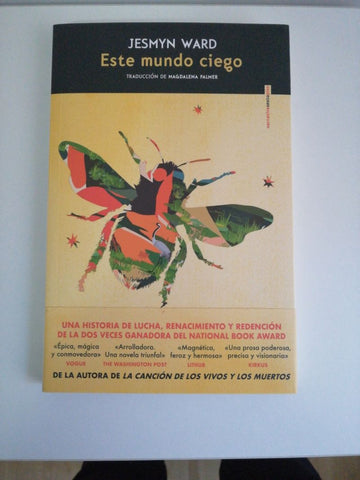 JESMYN WARD
Este mundo ciego
TRADUCCIÓN DE MAGDALENA PALMER
UNA HISTORIA DE LUCHA, RENACIMIENTO Y REDENCIÓN
DE LA DOS VECES GANADORA DEL NATIONAL BOOK AWARD
«Épica, mágica
y conmovedora»
VOGUE
«Arrolladora.
Una novela triunfal»
THE WASHINGTON POST
«Magnética,
feroz y hermosa»
LITHUB
«Una prosa poderosa,
precisa y visionaria»
KIRKUS
DE LA AUTORA DE LA CANCIÓN DE LOS VIVOS Y LOS MUERTOS